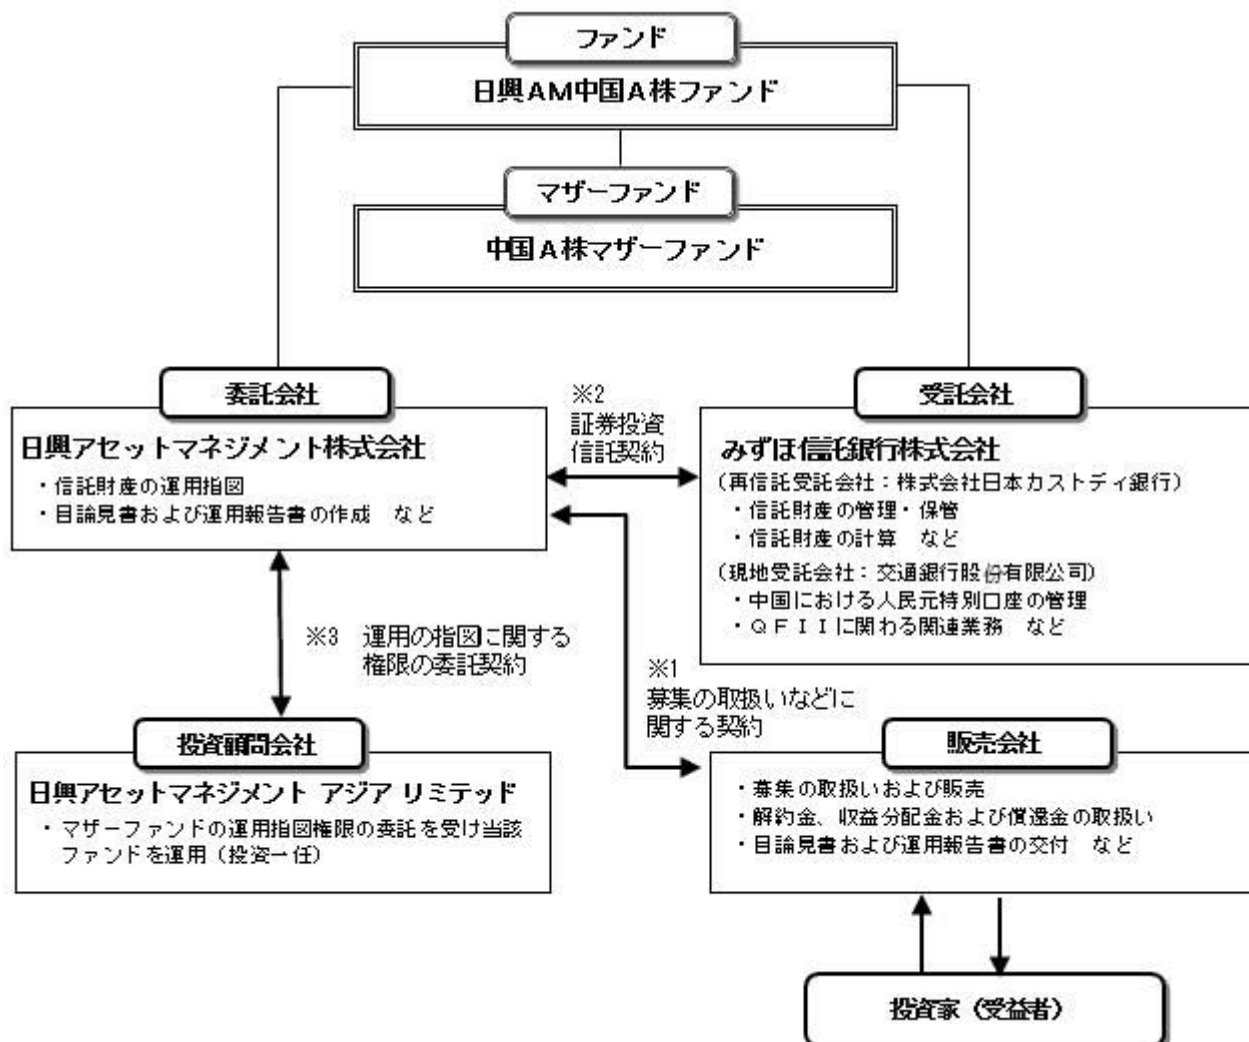 ファンド
日興AM中国A株ファンド
マザーファンド
中国A株マザーファンド
委託会社
日興アセットマネジメント株式会社
・信託財産の運用指図
・目論見書および運用報告書の作成　など
※2
証券投資
信託契約
受託会社
みずほ信託銀行株式会社
(再信託受託会社:株式会社日本カストディ銀行)
・信託財産の管理・保管
・信託財産の計算　など
(現地受託会社:交通銀行股份有限公司)
・中国における人民元特別口座の管理
・QFIIに関わる関連業務　など
※3　運用の指図に関する
権限の委託契約
※1
募集の取扱いなどに
関する契約
投資顧問会社
日興アセットマネジメント アジア リミテッド
・マザーファンドの運用指図権限の委託を受け当該
ファンドを運用(投資一任)
販売会社
・募集の取扱いおよび販売
・解約金、収益分配金および償還金の取扱い
・目論見書および運用報告書の交付　など
投資家(受益者)